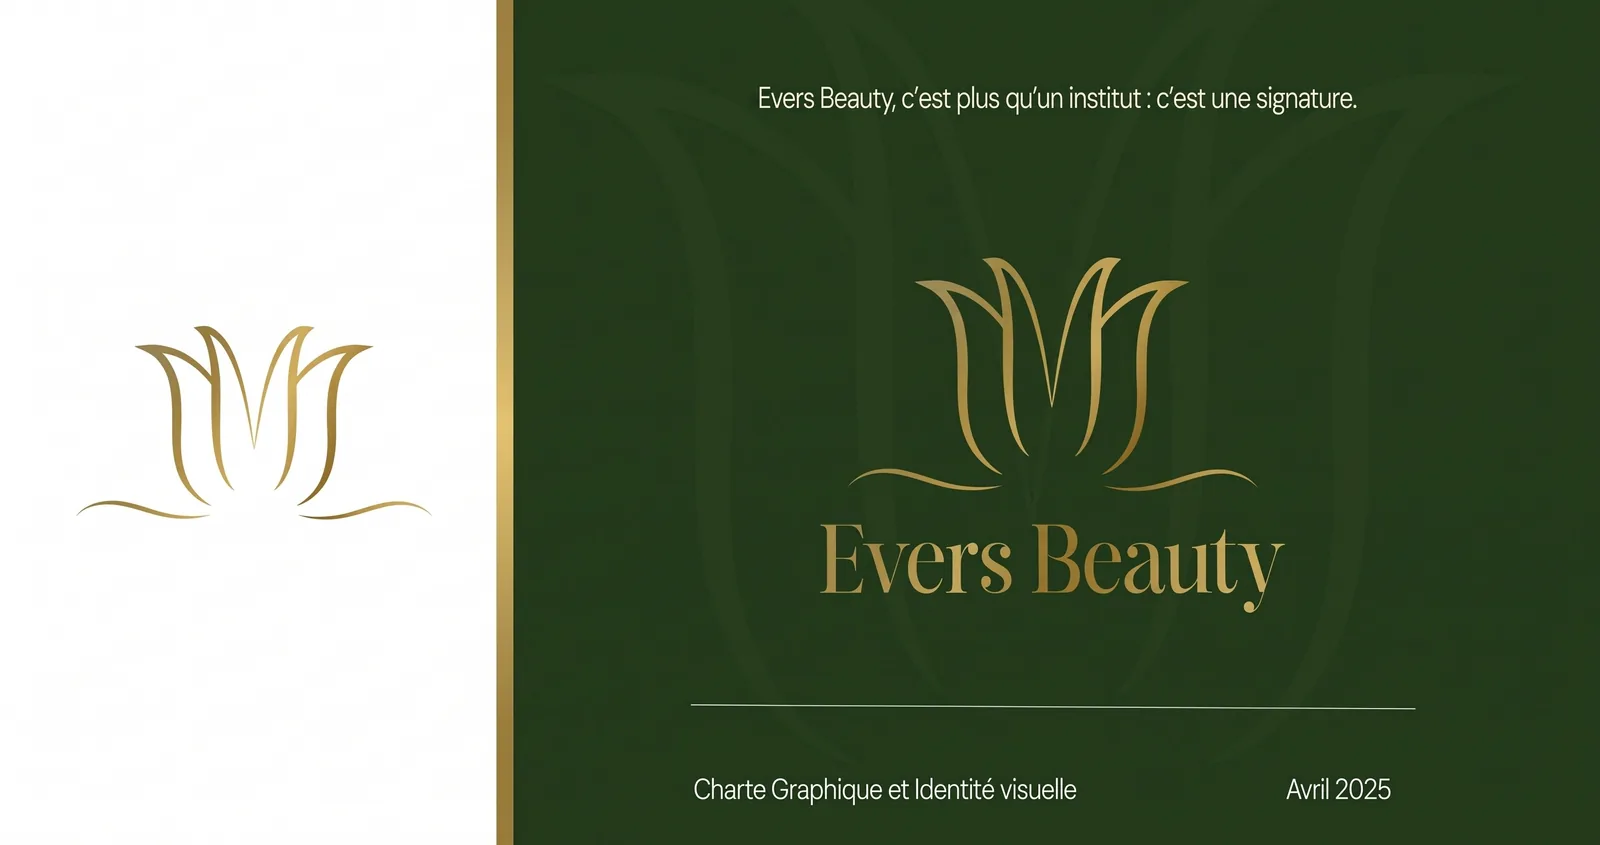 Evers Beauty, c’est plus qu’un institut : c’est une signature.
Evers Beauty
Charte Graphique et Identité visuelle
Avril 2025